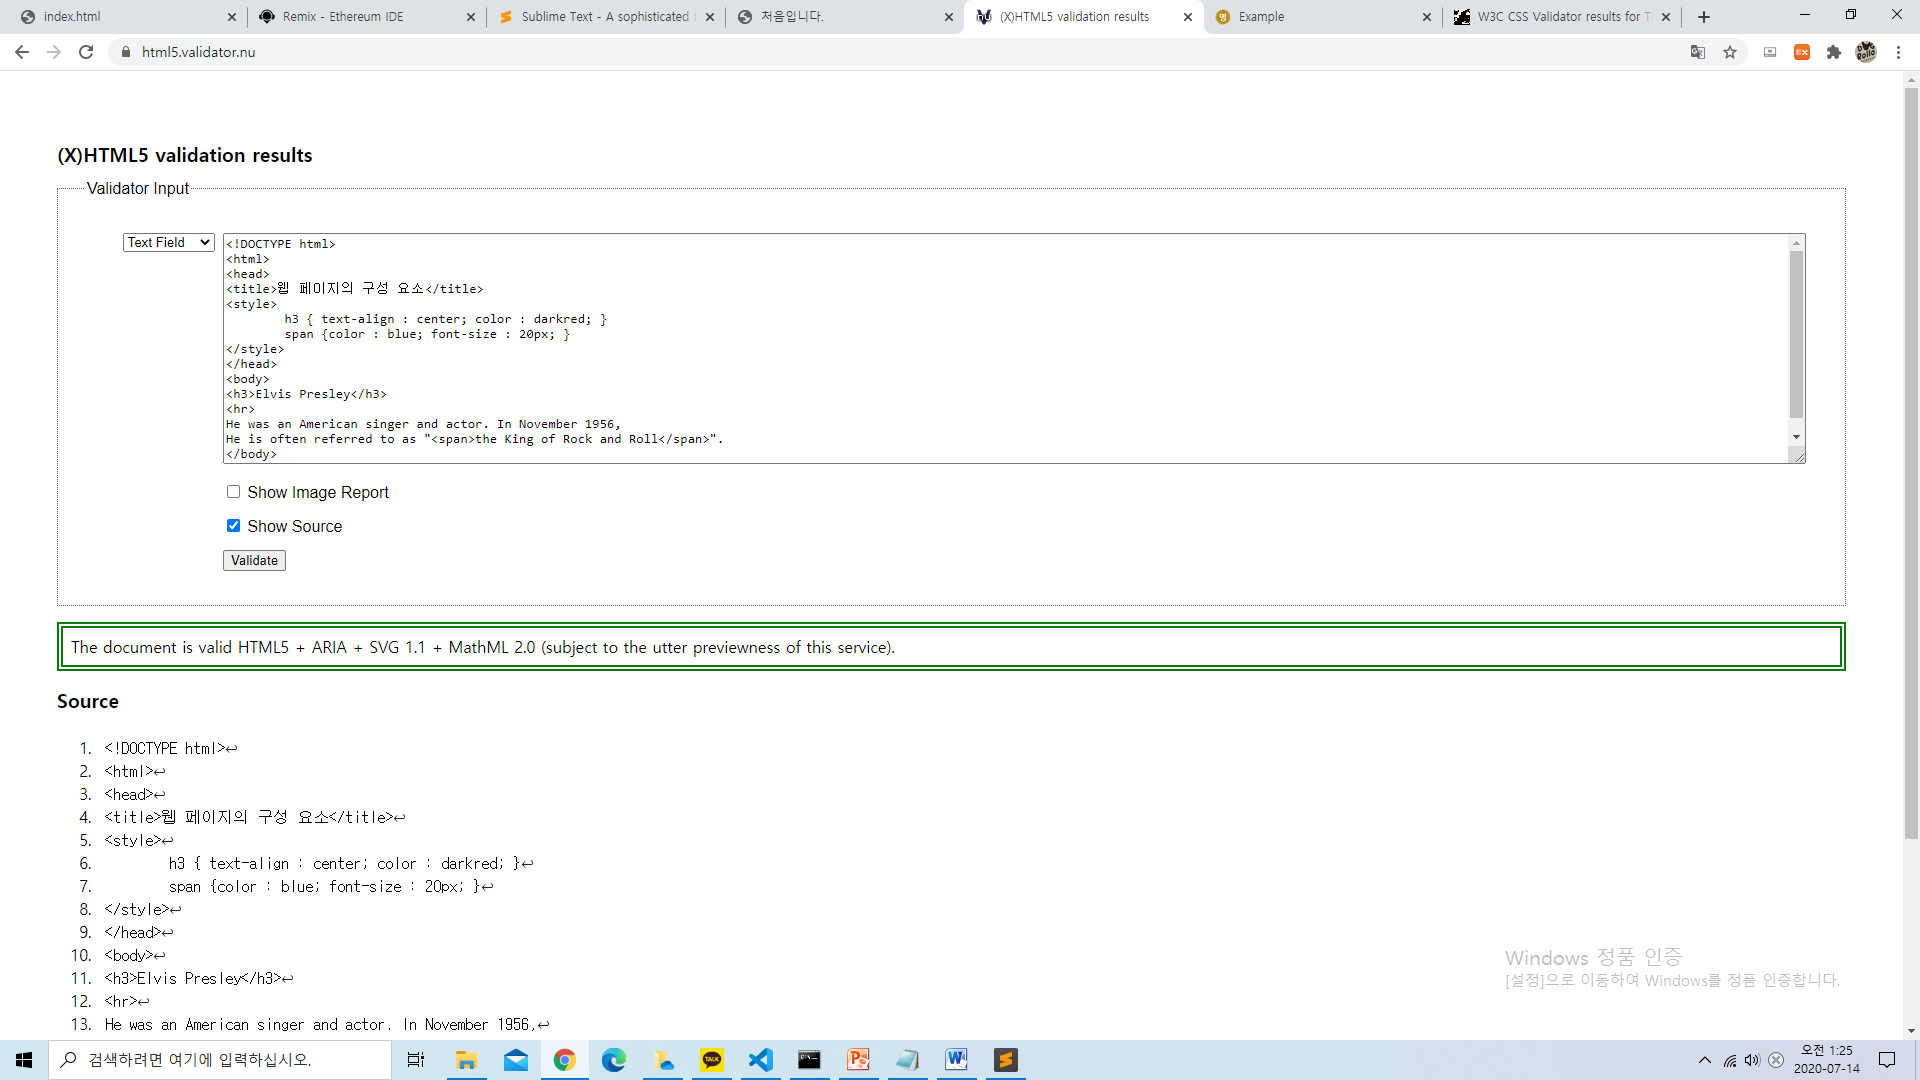 index.html
Remix - Ethereum IDE
Sublime Text - A sophisticated
처음입니다.
(X)HTML5 validation results
Example
W3C CSS Validator results for T
html5.validator.nu
(X)HTML5 validation results
Validator Input
Text Field
<!DOCTYPE html>
<html>
<head>
<title>웹 페이지의 구성 요소</title>
<style>
h3 { text-align : center; color : darkred; }
span {color : blue; font-size : 20px; }
</style>
</head>
<body>
<h3>Elvis Presley</h3>
<hr>
He was an American singer and actor. In November 1956,
He is often referred to as "<span>the King of Rock and Roll</span>".
</body>
Show Image Report
Show Source
Validate
The document is valid HTML5 + ARIA + SVG 1.1 + MathML 2.0 (subject to the utter previewness of this service).
Source
1. <!DOCTYPE html>↩
2. <html>↩
3. <head>↩
4. <title>웹 페이지의 구성 요소</title>↩
5. <style>↩
6. h3 { text-align : center; color : darkred; }↩
7. span {color : blue; font-size : 20px; }↩
8. </style>↩
9. </head>↩
10. <body>↩
11. <h3>Elvis Presley</h3>↩
12. <hr>↩
13. He was an American singer and actor. In November 1956,↩
Windows 정품 인증
[설정]으로 이동하여 Windows를 정품 인증합니다.
검색하려면 여기에 입력하십시오.
오전 1:25
2020-07-14